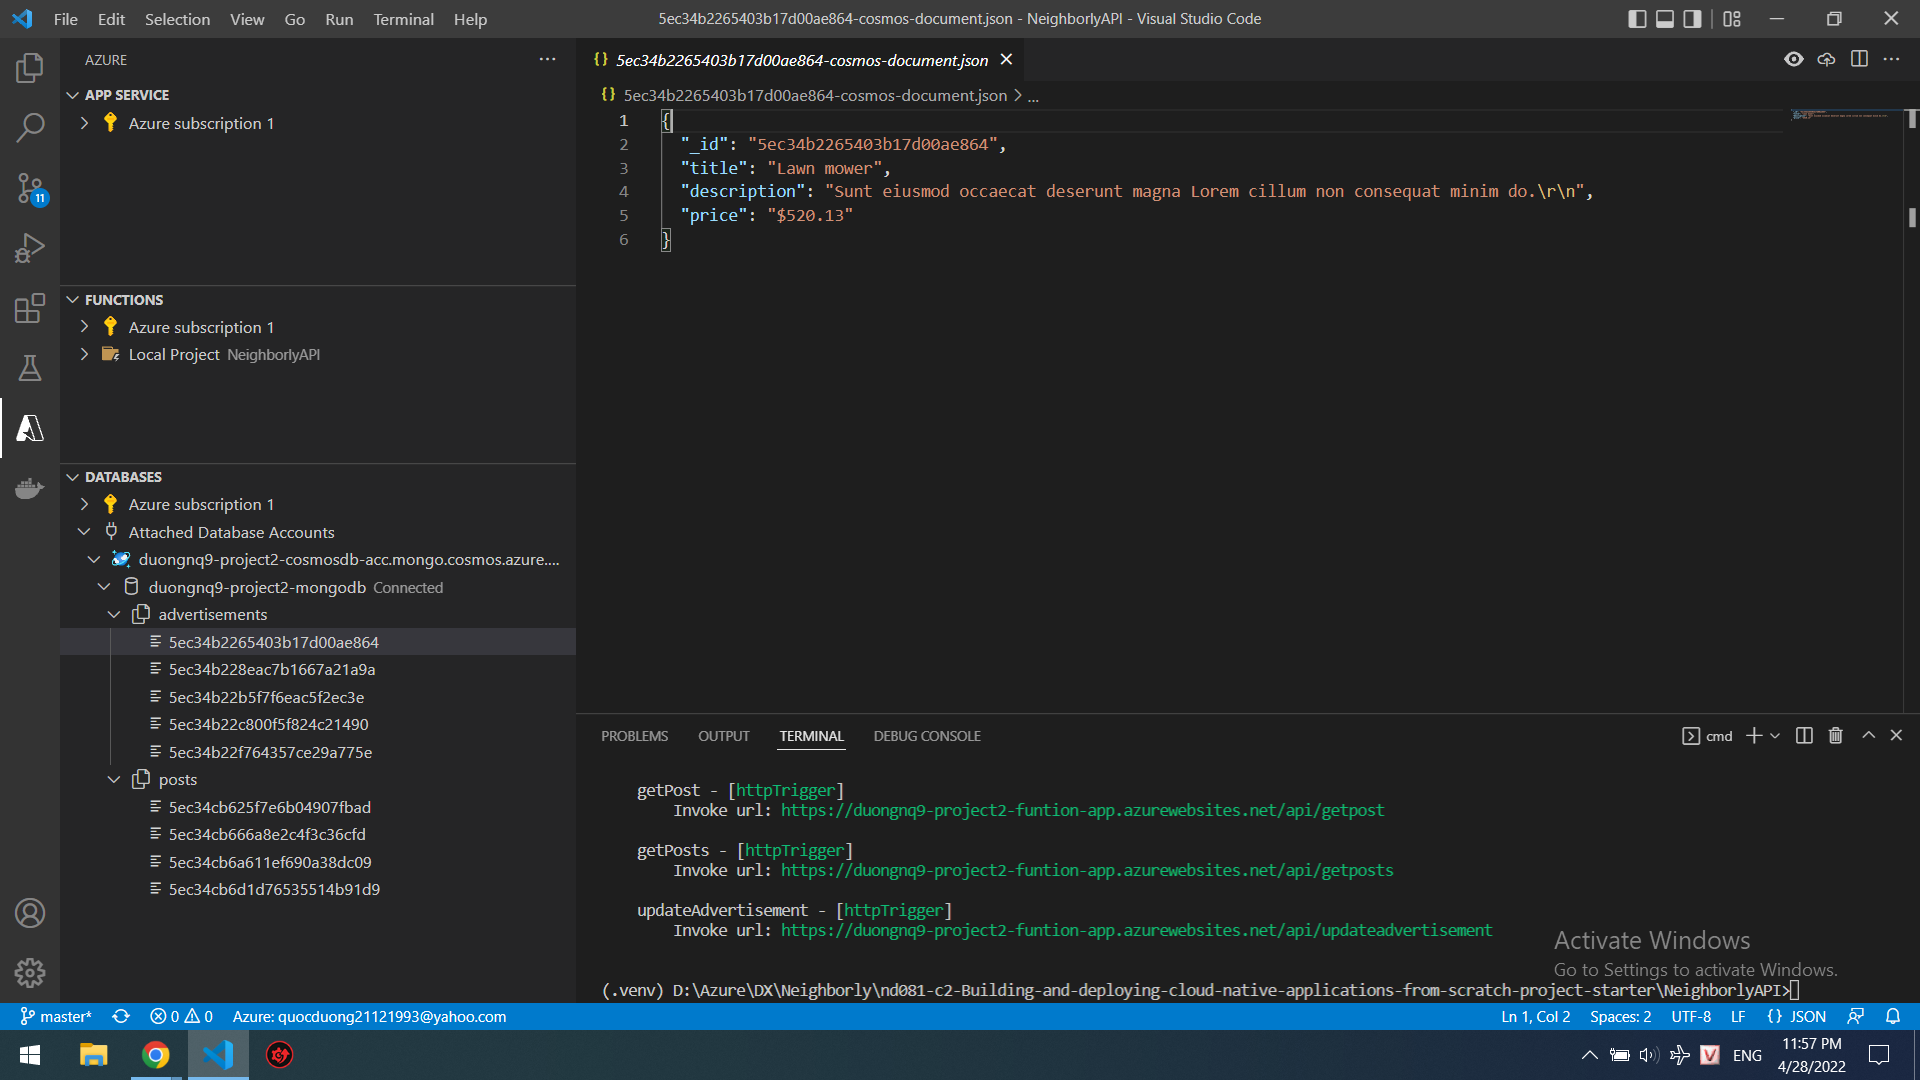 File Edit Selection View Go Run Terminal Help
5ec34b2265403b17d00ae864-cosmos-document.json - NeighborlyAPI - Visual Studio Code
AZURE
APP SERVICE
Azure subscription 1
11
FUNCTIONS
Azure subscription 1
Local Project NeighborlyAPI
DATABASES
Azure subscription 1
Attached Database Accounts
duongnq9-project2-cosmosdb-acc.mongo.cosmos.azure....
duongnq9-project2-mongodb Connected
advertisements
5ec34b2265403b17d00ae864
5ec34b228eac7b1667a21a9a
5ec34b22b5f7f6eac5f2ec3e
5ec34b22c800f5f824c21490
5ec34b22f764357ce29a775e
posts
5ec34cb625f7e6b04907fbad
5ec34cb666a8e2c4f3c36cfd
5ec34cb6a611ef690a38dc09
5ec34cb6d1d76535514b91d9
{} 5ec34b2265403b17d00ae864-cosmos-document.json
{} 5ec34b2265403b17d00ae864-cosmos-document.json > ...
1 {
2 "_id": "5ec34b2265403b17d00ae864",
3 "title": "Lawn mower",
4 "description": "Sunt eiusmod occaecat deserunt magna Lorem cillum non consequat minim do.\r\n",
5 "price": "$520.13"
6 }
PROBLEMS OUTPUT TERMINAL DEBUG CONSOLE
cmd
getPost - [httpTrigger]
Invoke url: https://duongnq9-project2-funtion-app.azurewebsites.net/api/getpost
getPosts - [httpTrigger]
Invoke url: https://duongnq9-project2-funtion-app.azurewebsites.net/api/getposts
updateAdvertisement - [httpTrigger]
Invoke url: https://duongnq9-project2-funtion-app.azurewebsites.net/api/updateadvertisement
Activate Windows
Go to Settings to activate Windows.
(.venv) D:\Azure\DX\Neighborly\nd081-c2-Building-and-deploying-cloud-native-applications-from-scratch-project-starter\NeighborlyAPI>
master* 0 0 Azure: quocduong21121993@yahoo.com
Ln 1, Col 2 Spaces: 2 UTF-8 LF {} JSON
V ENG
11:57 PM
4/28/2022